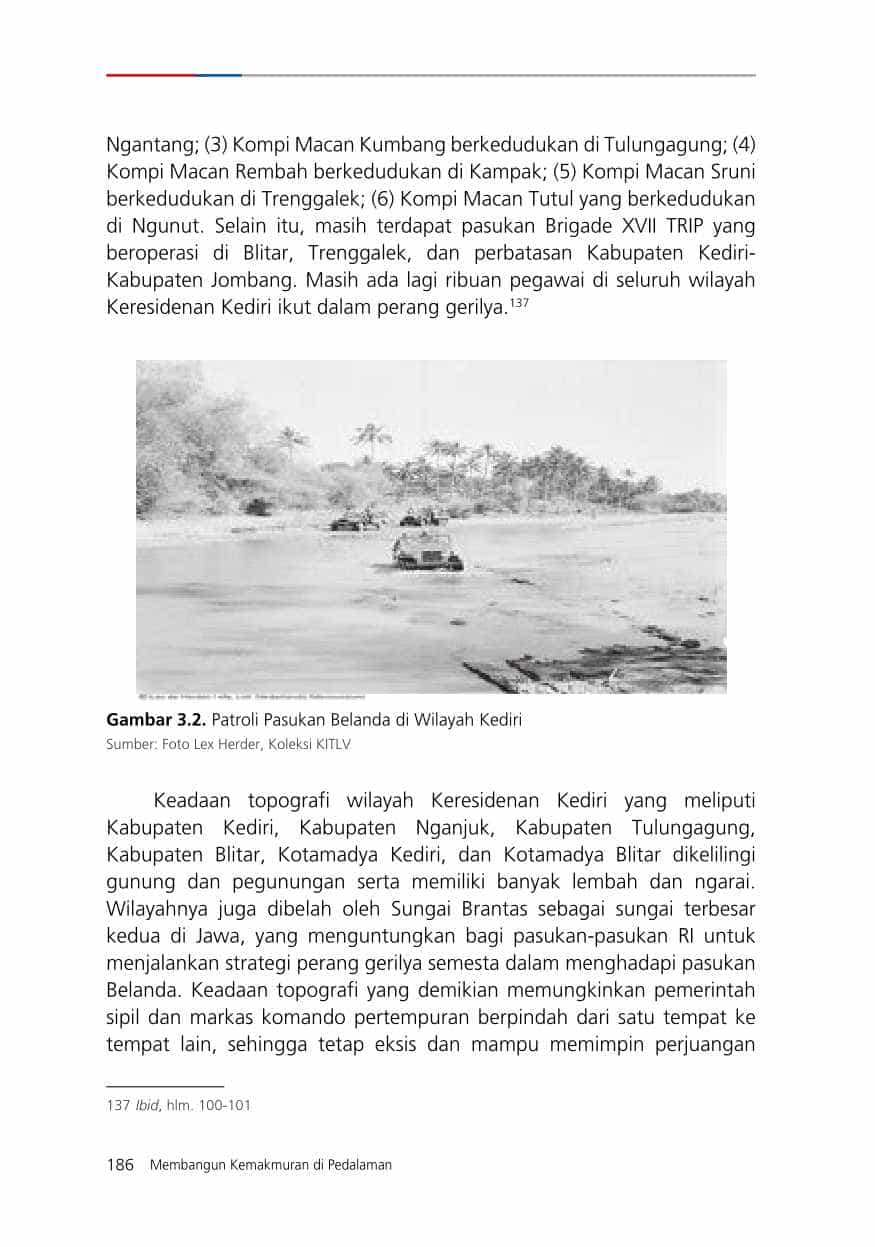 Ngantang; (3) Kompi Macan Kumbang berkedudukan di Tulungagung; (4)
Kompi Macan Rembah berkedudukan di Kampak; (5) Kompi Macan Sruni
berkedudukan di Trenggalek; (6) Kompi Macan Tutul yang berkedudukan
di Ngunut. Selain itu, masih terdapat pasukan Brigade XVII TRIP yang
beroperasi di Blitar, Trenggalek, dan perbatasan Kabupaten Kediri-
Kabupaten Jombang. Masih ada lagi ribuan pegawai di seluruh wilayah
Keresidenan Kediri ikut dalam perang gerilya.137
Gambar 3.2. Patroli Pasukan Belanda di Wilayah Kediri
Sumber: Foto Lex Herder, Koleksi KITLV
Keadaan topografi wilayah Keresidenan Kediri yang meliputi
Kabupaten Kediri, Kabupaten Nganjuk, Kabupaten Tulungagung,
Kabupaten Blitar, Kotamadya Kediri, dan Kotamadya Blitar dikelilingi
gunung dan pegunungan serta memiliki banyak lembah dan ngarai.
Wilayahnya juga dibelah oleh Sungai Brantas sebagai sungai terbesar
kedua di Jawa, yang menguntungkan bagi pasukan-pasukan RI untuk
menjalankan strategi perang gerilya semesta dalam menghadapi pasukan
Belanda. Keadaan topografi yang demikian memungkinkan pemerintah
sipil dan markas komando pertempuran berpindah dari satu tempat ke
tempat lain, sehingga tetap eksis dan mampu memimpin perjuangan
137 Ibid, hlm. 100-101
186 Membangun Kemakmuran di Pedalaman